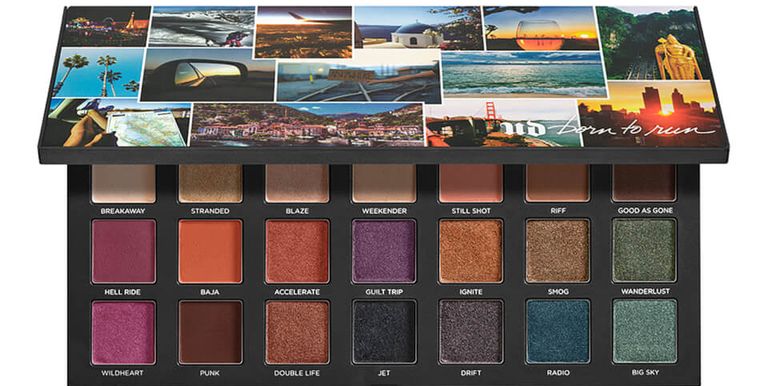 ud born to run
BREAKAWAY STRANDED BLAZE WEEKENDER STILL SHOT RIFF GOOD AS GONE
HELL RIDE BAJA ACCELERATE GUILT TRIP IGNITE SMOG WANDERLUST
WILDHEART PUNK DOUBLE LIFE JET DRIFT RADIO BIG SKY